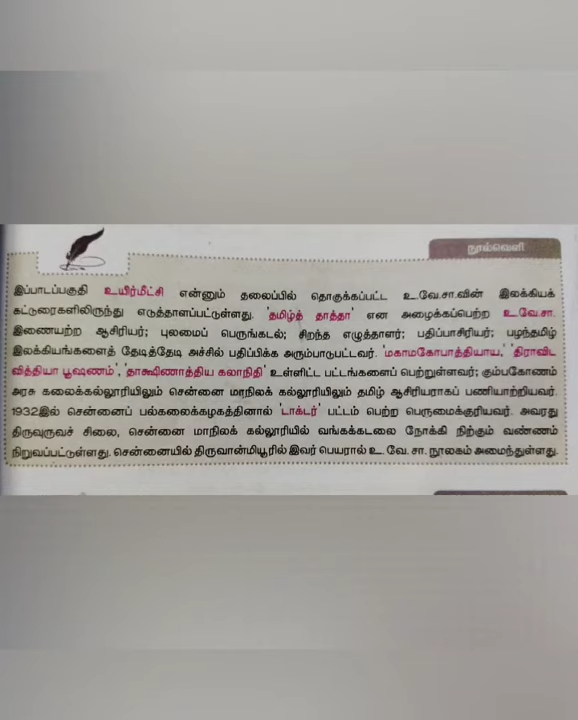 நூல்வெளி
இப்பாடப்பகுதி உயிர்மீட்சி என்னும் தலைப்பில் தொகுக்கப்பட்ட உ.வே.சா.வின் இலக்கியக்
கட்டுரைகளிலிருந்து எடுத்தாளப்பட்டுள்ளது. 'தமிழ்த் தாத்தா' என அழைக்கப்பெற்ற உ.வே.சா.
இணையற்ற ஆசிரியர்; புலமைப் பெருங்கடல்; சிறந்த எழுத்தாளர்; பதிப்பாசிரியர்; பழந்தமிழ்
இலக்கியங்களைத் தேடித்தேடி அச்சில் பதிப்பிக்க அரும்பாடுபட்டவர். 'மகாமகோபாத்தியாய,' 'திராவிட
வித்தியா பூஷணம்', 'தாக்ஷிணாத்திய கலாநிதி' உள்ளிட்ட பட்டங்களைப் பெற்றுள்ளவர்; கும்பகோணம்
அரசு கலைக்கல்லூரியிலும் சென்னை மாநிலக் கல்லூரியிலும் தமிழ் ஆசிரியராகப் பணியாற்றியவர்.
1932இல் சென்னைப் பல்கலைக்கழகத்தினால் 'டாக்டர்' பட்டம் பெற்ற பெருமைக்குரியவர். அவரது
திருவுருவச் சிலை, சென்னை மாநிலக் கல்லூரியில் வங்கக்கடலை நோக்கி நிற்கும் வண்ணம்
நிறுவப்பட்டுள்ளது. சென்னையில் திருவான்மியூரில் இவர் பெயரால் உ. வே. சா. நூலகம் அமைந்துள்ளது.